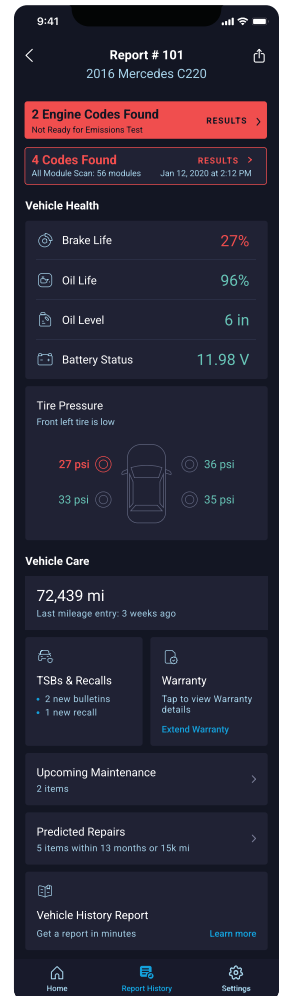 9:41
Report # 101
2016 Mercedes C220
2 Engine Codes Found
RESULTS
Not Ready for Emissions Test
4 Codes Found
RESULTS
All Module Scan: 56 modules
Jan 12, 2020 at 2:12 PM
Vehicle Health
Brake Life 27%
Oil Life 96%
Oil Level 6 in
Battery Status 11.98 V
Tire Pressure
Front left tire is low
27 psi 36 psi
33 psi 35 psi
Vehicle Care
72,439 mi
Last mileage entry: 3 weeks ago
TSBs & Recalls
• 2 new bulletins
• 1 new recall
Warranty
Tap to view Warranty
details
Extend Warranty
Upcoming Maintenance
2 items
Predicted Repairs
5 items within 13 months or 15k mi
Vehicle History Report
Get a report in minutes Learn more
Home Report History Settings